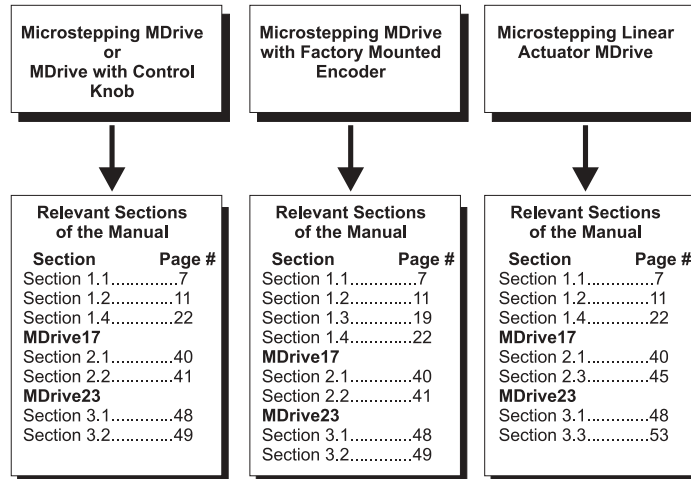 Microstepping MDrive
or
MDrive with Control
Knob
Relevant Sections
of the Manual
Section Page #
Section 1.1..............7
Section 1.2.............11
Section 1.4.............22
MDrive17
Section 2.1.............40
Section 2.2.............41
MDrive23
Section 3.1.............48
Section 3.2.............49
Microstepping MDrive
with Factory Mounted
Encoder
Relevant Sections
of the Manual
Section Page #
Section 1.1..............7
Section 1.2.............11
Section 1.3.............19
Section 1.4.............22
MDrive17
Section 2.1.............40
Section 2.2.............41
MDrive23
Section 3.1.............48
Section 3.2.............49
Microstepping Linear
Actuator MDrive
Relevant Sections
of the Manual
Section Page #
Section 1.1..............7
Section 1.2.............11
Section 1.4.............22
MDrive17
Section 2.1.............40
Section 2.3.............45
MDrive23
Section 3.1.............48
Section 3.3.............53